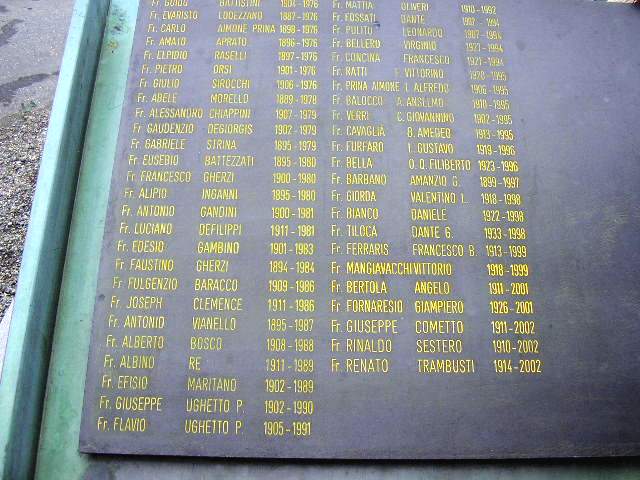 Fr. GUIDO BATTISTINI 1904-1976
Fr. EVARISTO LODEZZANO 1887-1976
Fr. CARLO AIMONE PRINA 1898-1976
Fr. AMATO APRATO 1896-1976
Fr. ELPIDIO RASELLI 1897-1976
Fr. PIETRO ORSI 1901-1976
Fr. GIULIO SIROCCHI 1906-1976
Fr. ABELE MORELLO 1889-1978
Fr. ALESSANDRO CHIAPPINI 1907-1979
Fr. GAUDENZIO DEGIORGIS 1902-1979
Fr. GABRIELE STRINA 1895-1979
Fr. EUSEBIO BATTEZZATI 1895-1980
Fr. FRANCESCO GHERZI 1900-1980
Fr. ALIPIO INGANNI 1895-1980
Fr. ANTONIO GANDINI 1900-1981
Fr. LUCIANO DEFILIPPI 1911-1981
Fr. EDESIO GAMBINO 1901-1983
Fr. FAUSTINO GHERZI 1894-1984
Fr. FULGENZIO BARACCO 1909-1986
Fr. JOSEPH CLEMENCE 1911-1986
Fr. ANTONIO VIANELLO 1895-1987
Fr. ALBERTO BOSCO 1908-1988
Fr. ALBINO RE 1911-1989
Fr. EFISIO MARITANO 1902-1989
Fr. GIUSEPPE UGHETTO P. 1902-1990
Fr. FLAVIO UGHETTO P. 1905-1991
Fr. MATTIA OLIVERI 1910-1992
Fr. FOSSATI DANTE
Fr. PULITO LEONARDO 1907-1994
Fr. BELLERO VIRGINIO 1921-1994
Fr. CONCINA FRANCESCO 1921-1994
Fr. RATTI F. VITTORINO 1920-1995
Fr. PRINA AIMONE I. ALFREDO 1906-1995
Fr. BALOCCO A. ANSELMO 1910-1995
Fr. VERRI C. GIOVANNINO 1902-1995
Fr. CAVAGLIÀ B. AMEDEO 1913-1995
Fr. FURFARO L. GUSTAVO 1919-1996
Fr. BELLA O.Q. FILIBERTO 1923-1996
Fr. BARBANO AMANZIO G. 1899-1997
Fr. GIORDA VALENTINO L. 1918-1998
Fr. BIANCO DANIELE 1922-1998
Fr. TILOCA DANTE G. 1933-1998
Fr. FERRARIS FRANCESCO B. 1913-1999
Fr. MANGIAVACCHI VITTORIO 1918-1999
Fr. BERTOLA ANGELO 1911-2001
Fr. FORNARESIO GIAMPIERO 1926-2001
Fr. GIUSEPPE COMETTO 1911-2002
Fr. RINALDO SESTERO 1910-2002
Fr. RENATO TRAMBUSTI 1914-2002